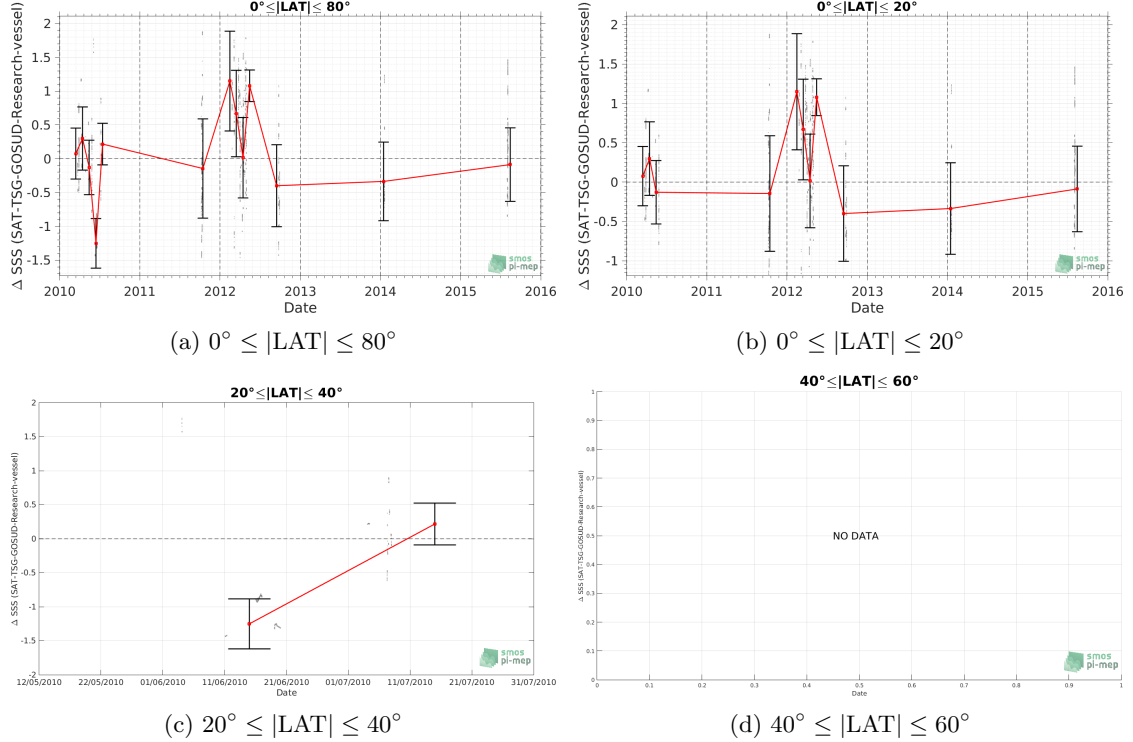 0°≤|LAT|≤ 80°
Δ SSS (SAT-TSG-GOSUD-Research-vessel)
2
1.5
1
0.5
0
-0.5
-1
-1.5
2010 2011 2012 2013 2014 2015 2016
Date
smos
pi-mep
(a) 0° ≤ |LAT| ≤ 80°
0°≤|LAT|≤ 20°
Δ SSS (SAT-TSG-GOSUD-Research-vessel)
2
1.5
1
0.5
0
-0.5
-1
2010 2011 2012 2013 2014 2015 2016
Date
smos
pi-mep
(b) 0° ≤ |LAT| ≤ 20°
20°≤|LAT|≤ 40°
Δ SSS (SAT-TSG-GOSUD-Research-vessel)
2
1.5
1
0.5
0
-0.5
-1
-1.5
-2
12/05/2010 22/05/2010 01/06/2010 11/06/2010 21/06/2010 01/07/2010 11/07/2010 21/07/2010 31/07/2010
Date
smos
pi-mep
(c) 20° ≤ |LAT| ≤ 40°
40°≤|LAT|≤ 60°
Δ SSS (SAT-TSG-GOSUD-Research-vessel)
1
0.9
0.8
0.7
0.6
0.5
0.4
0.3
0.2
0.1
0
NO DATA
0 0.1 0.2 0.3 0.4 0.5 0.6 0.7 0.8 0.9 1
Date
smos
pi-mep
(d) 40° ≤ |LAT| ≤ 60°